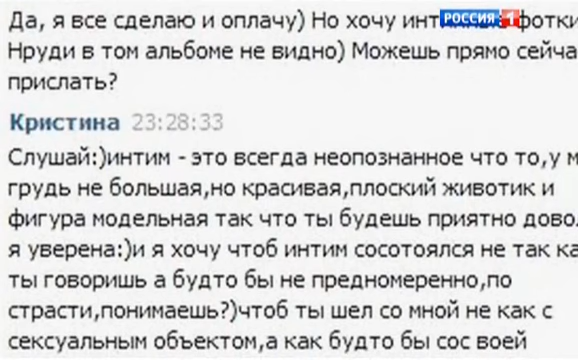 Да, я все сделаю и оплачу) Но хочу инт фотки
РОССИЯ 1
Нруди в том альбоме не видно) Можешь прямо сейча
прислать?
Кристина 23:28:33
Слушай:)интим - это всегда неопознанное что то,у м
грудь не большая,но красивая,плоский животик и
фигура модельная так что ты будешь приятно дово
я уверена:)и я хочу чтоб интим сосотоялся не так ка
ты говоришь а будто бы не предномеренно,по
страсти,понимаешь?)чтоб ты шел со мной не как с
сексуальным объектом,а как будто бы сос воей